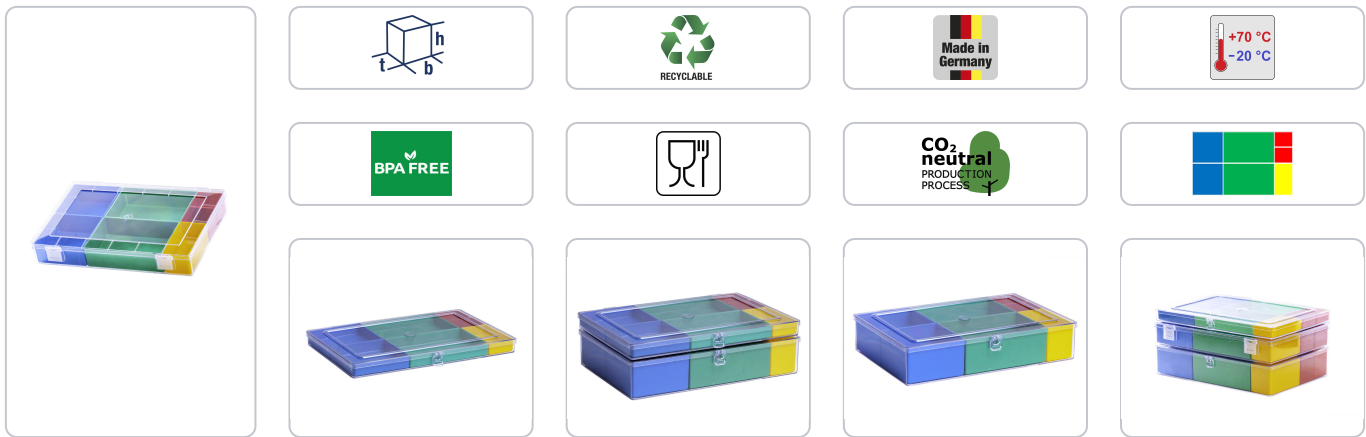 h
t
b
RECYCLABLE
Made in
Germany
+70 °C
−20 °C
BPA FREE
CO₂
neutral
PRODUCTION
PROCESS